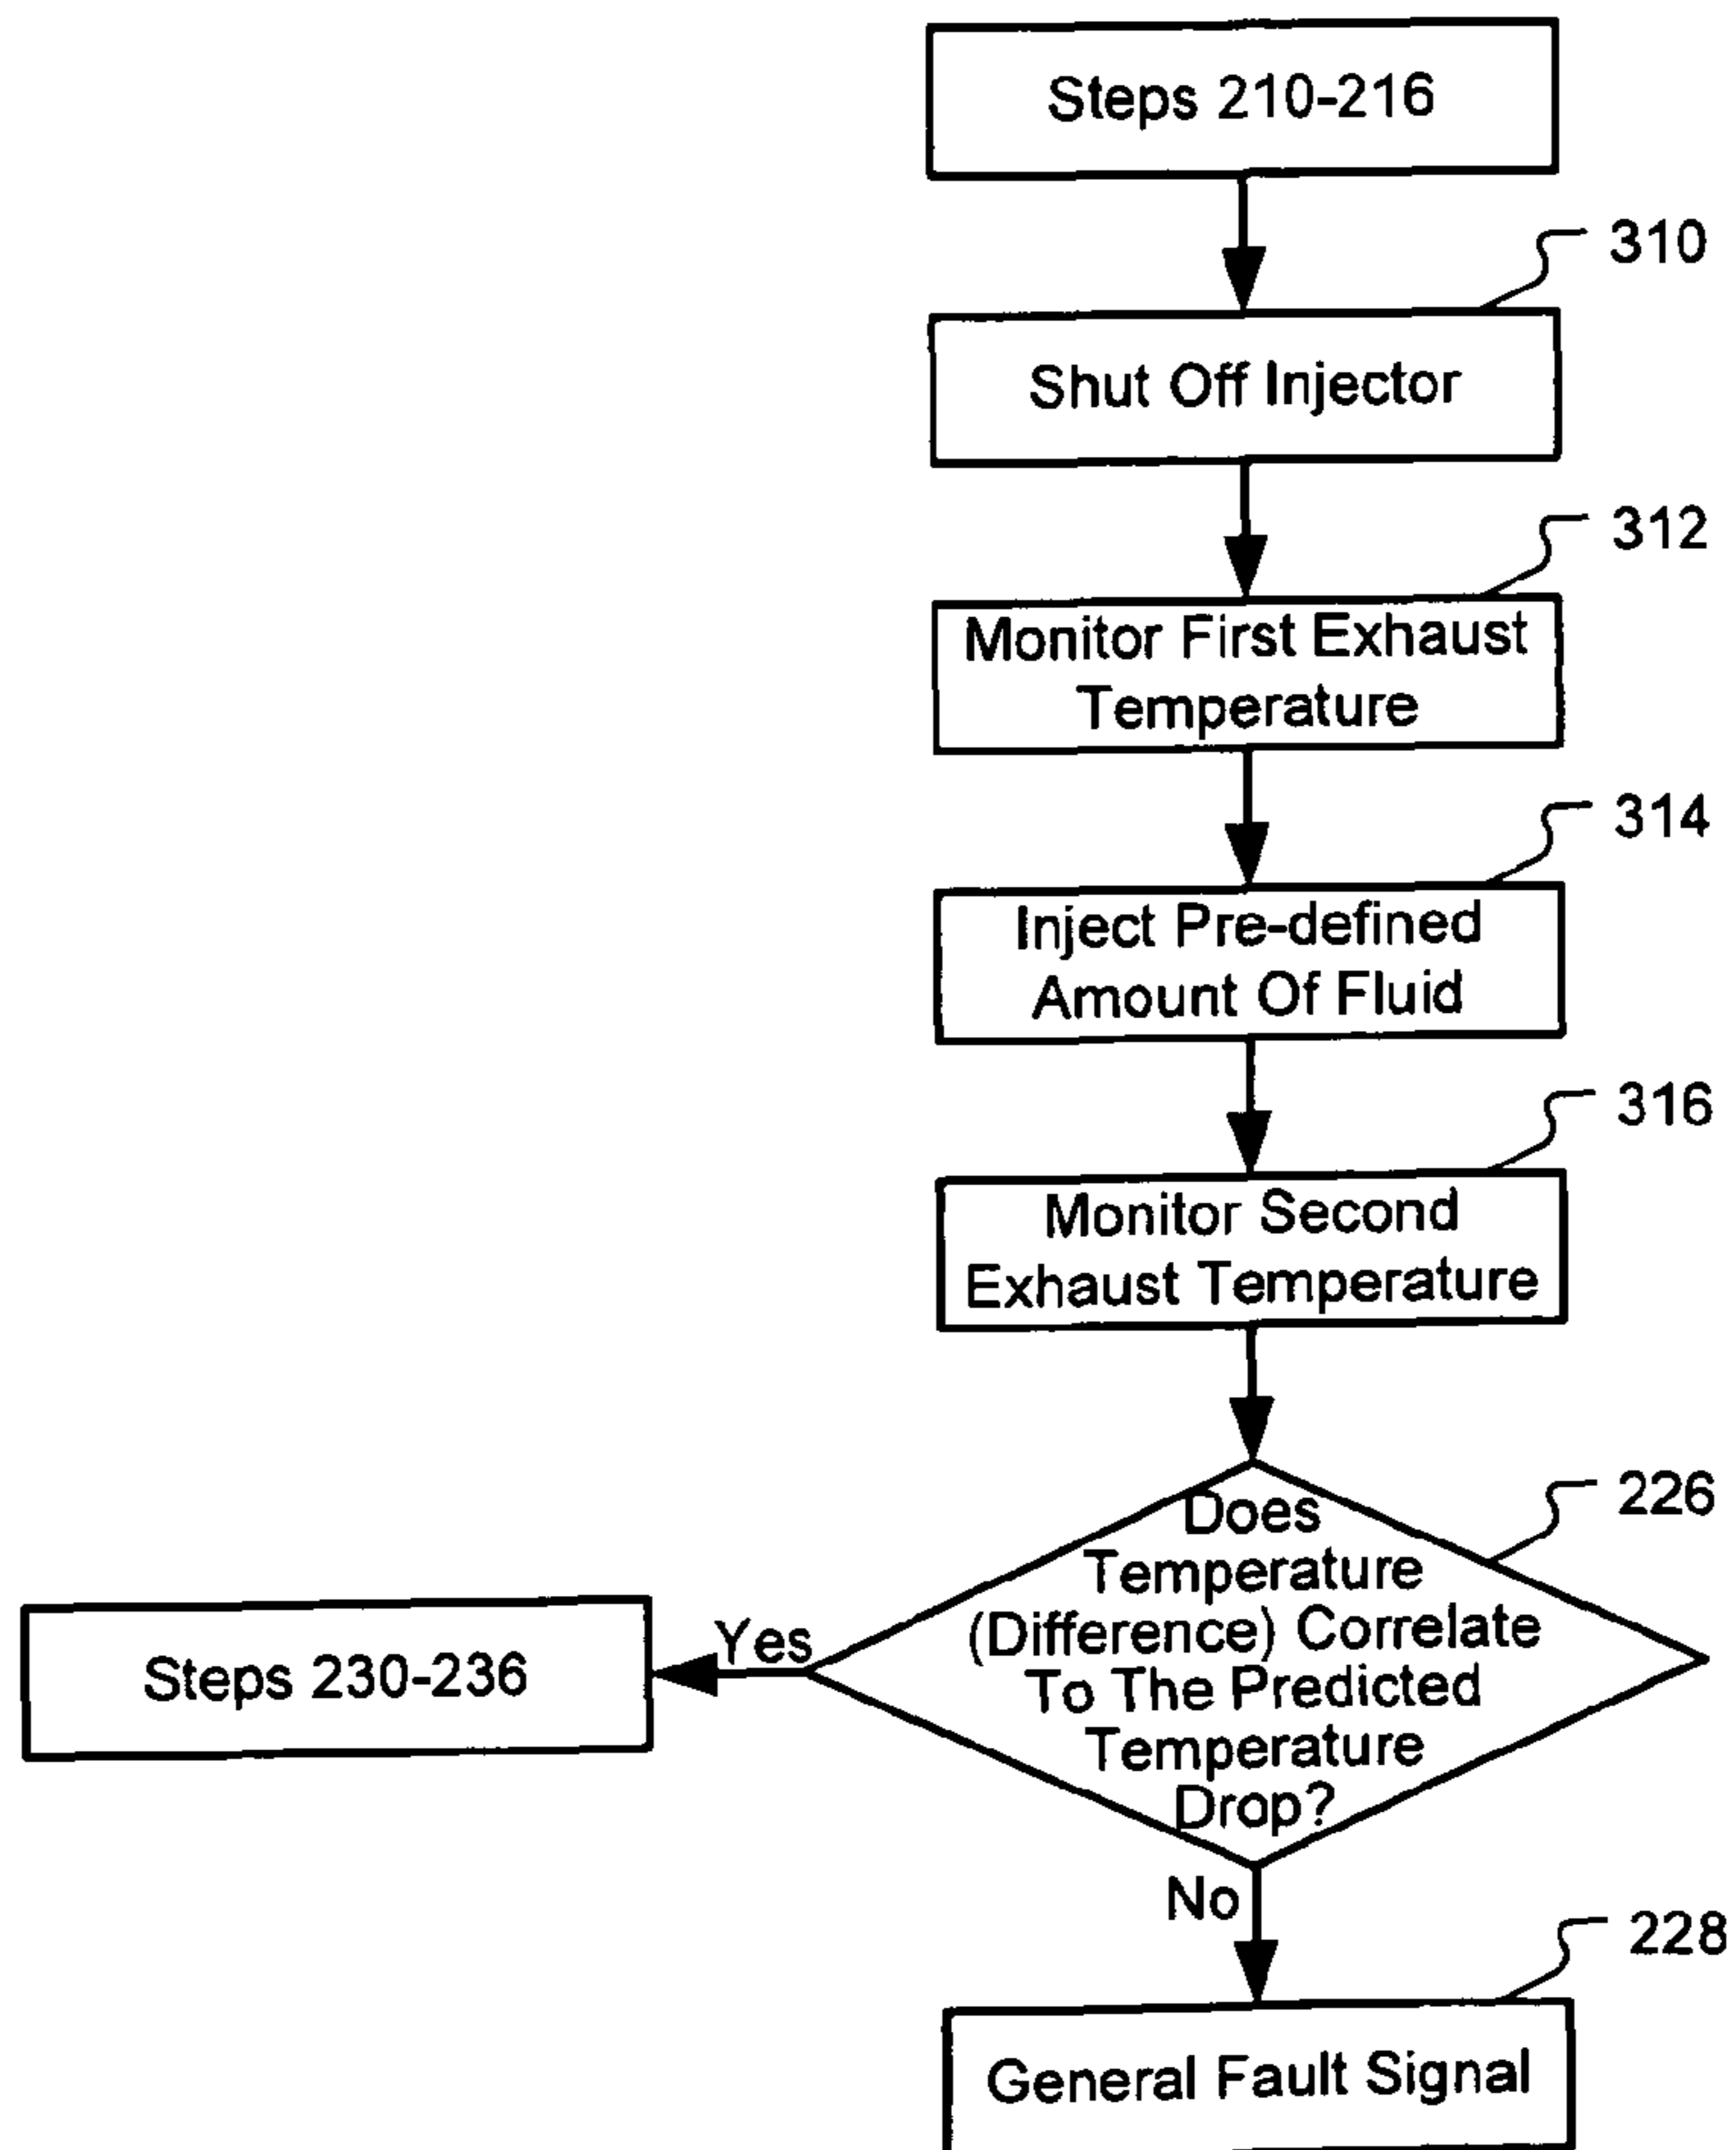 Steps 210-216
310
Shut Off Injector
312
Monitor First Exhaust
Temperature
314
Inject Pre-defined
Amount Of Fluid
316
Monitor Second
Exhaust Temperature
226
Does
Temperature
(Difference) Correlate
To The Predicted
Temperature
Drop?
Yes
Steps 230-236
No
228
General Fault Signal